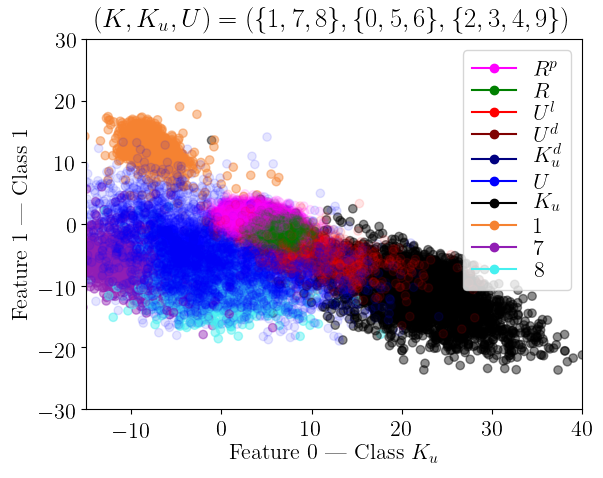 (K, K_u, U) = ({1, 7, 8}, {0, 5, 6}, {2, 3, 4, 9})
Feature 1 — Class 1
30
20
10
0
−10
−20
−30
R^p
R
U^l
U^d
K_u^d
U
K_u
1
7
8
−10 0 10 20 30 40
Feature 0 — Class K_u